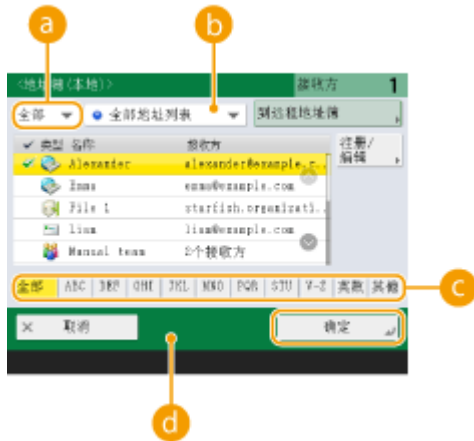 a
b
<地址簿(本地)>
接收方 1
全部
全部地址列表
到远程地址簿
类型 名称 接收方
注册/
编辑
Alexander alexander@example.r..
Emma emma@example.com
File 1 starfish.organizati..
liam liam@example.com
Manual team 2个接收方
全部 ABC DEF GHI JKL MNO PQR STU V-Z 其他
c
取消
确定
d